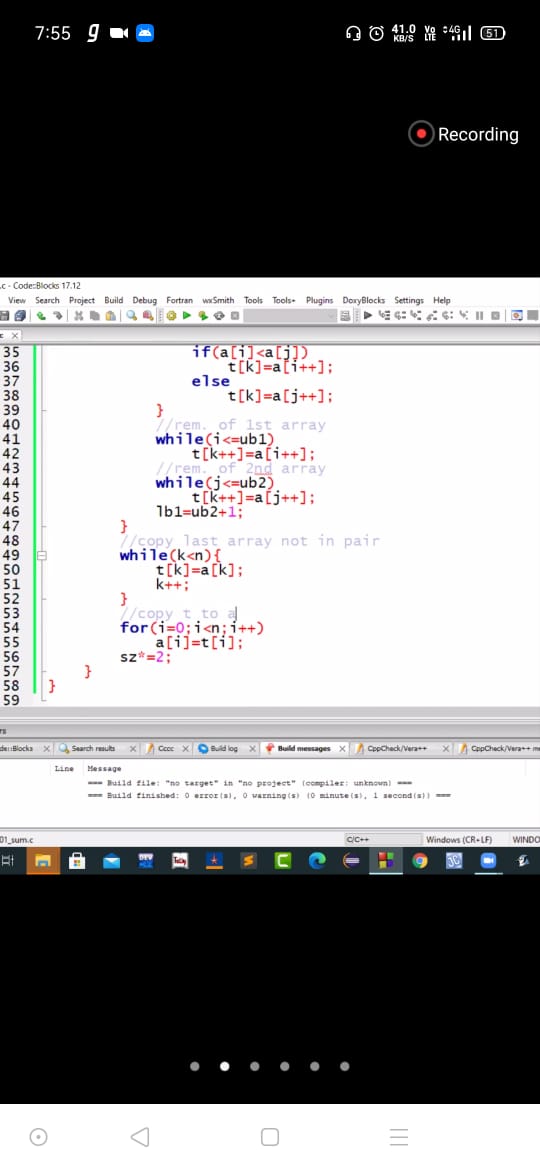 7:55
41.0 KB/S Vo LTE 4G 51
Recording
.c - Code::Blocks 17.12
View Search Project Build Debug Fortran wxSmith Tools Tools+ Plugins DoxyBlocks Settings Help
35 if(a[i]<a[j])
36 t[k]=a[i++];
37 else
38 t[k]=a[j++];
39 }
40 //rem. of 1st array
41 while(i<=ub1)
42 t[k++]=a[i++];
43 //rem. of 2nd array
44 while(j<=ub2)
45 t[k++]=a[j++];
46 lb1=ub2+1;
47 }
48 //copy last array not in pair
49 while(k<n){
50 t[k]=a[k];
51 k++;
52 }
53 //copy t to a
54 for(i=0;i<n;i++)
55 a[i]=t[i];
56 sz*=2;
57 }
58 }
59
rs
de::Blocks Search results Cccc Build log Build messages CppCheck/Vera++ CppCheck/Vera++ me
Line Message
=== Build file: "no target" in "no project" (compiler: unknown) ===
=== Build finished: 0 error(s), 0 warning(s) (0 minute(s), 1 second(s)) ===
01_sum.c C/C++ Windows (CR+LF) WINDO